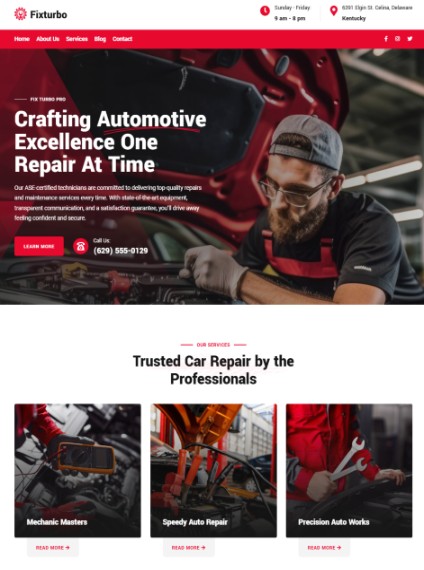 Fixturbo
Sunday - Friday
9 am - 8 pm
6201 Elgin St. Celina, Delaware
Kentucky
Home About Us Services Blog Contact
FIX TURBO PRO
Crafting Automotive
Excellence One
Repair At Time
Our ASE-certified technicians are committed to delivering top-quality repairs
and maintenance services every time. With state-of-the-art equipment,
transparent communication, and a satisfaction guarantee, you'll drive away
feeling confident and secure.
LEARN MORE
Call Us:
(629) 555-0129
OUR SERVICES
Trusted Car Repair by the
Professionals
Mechanic Masters
Speedy Auto Repair
Precision Auto Works
READ MORE →
READ MORE →
READ MORE →